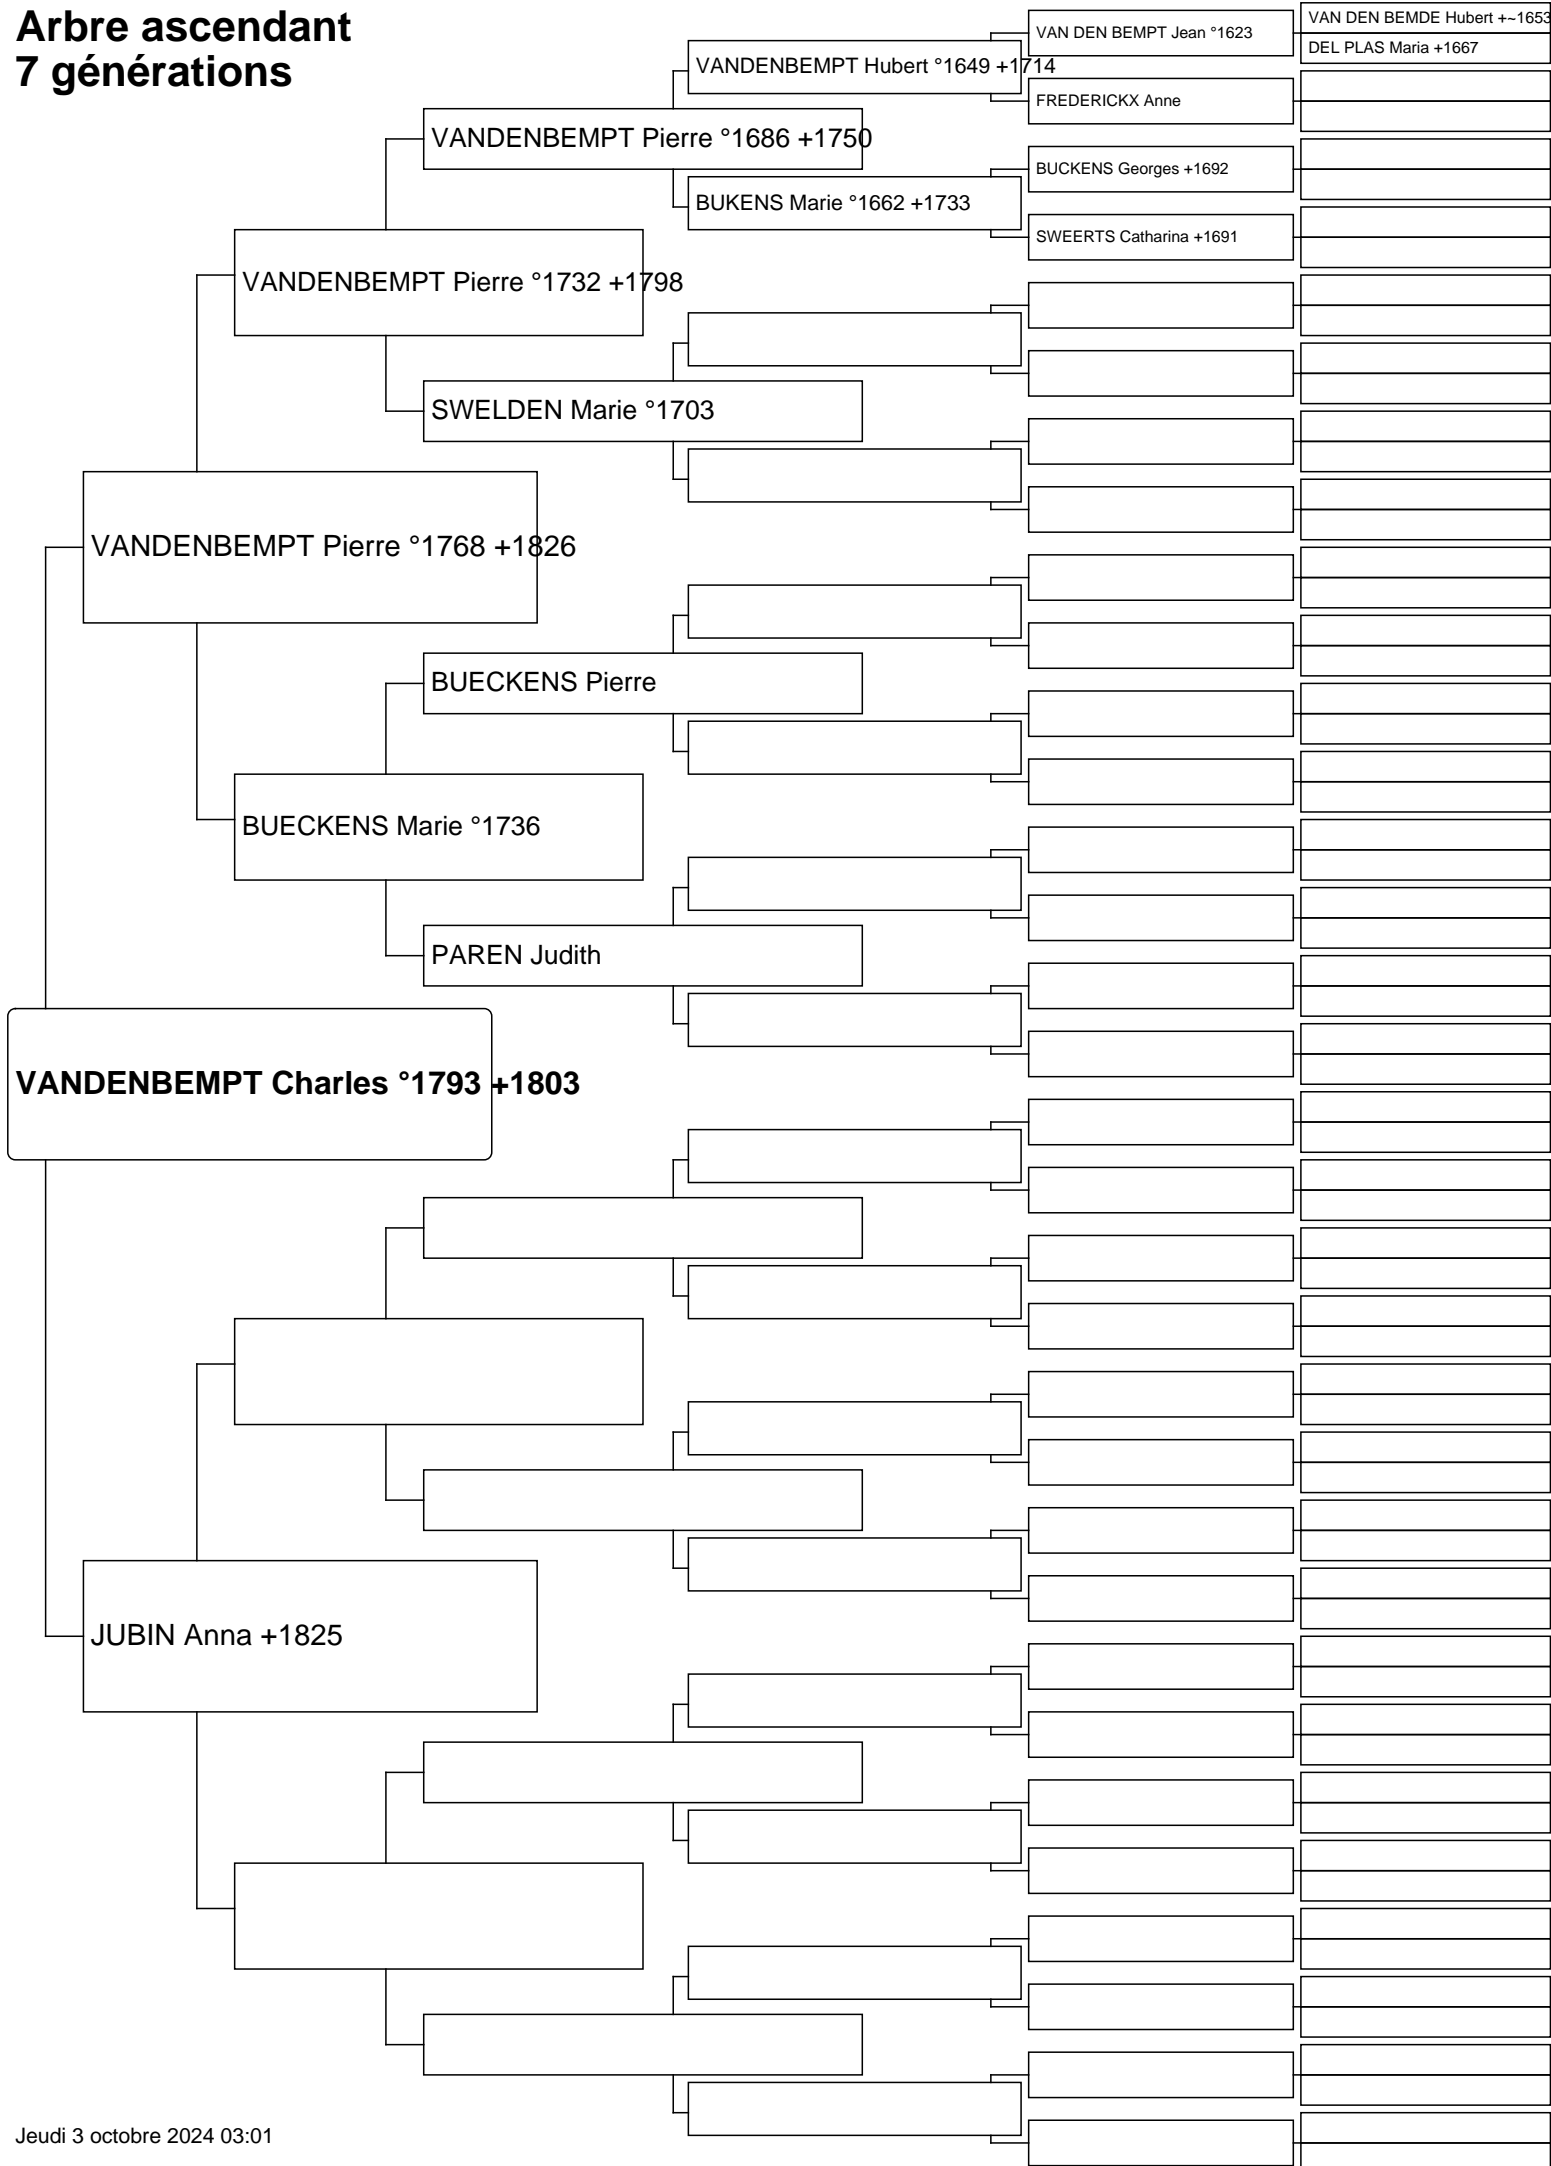 Arbre ascendant
7 générations
VAN DEN BEMDE Hubert +~1653
VAN DEN BEMPT Jean °1623
DEL PLAS Maria +1667
VANDENBEMPT Hubert °1649 +1714
FREDERICKX Anne
VANDENBEMPT Pierre °1686 +1750
BUCKENS Georges +1692
BUKENS Marie °1662 +1733
SWEERTS Catharina +1691
VANDENBEMPT Pierre °1732 +1798
SWELDEN Marie °1703
VANDENBEMPT Pierre °1768 +1826
BUECKENS Pierre
BUECKENS Marie °1736
PAREN Judith
VANDENBEMPT Charles °1793 +1803
JUBIN Anna +1825
Jeudi 3 octobre 2024 03:01